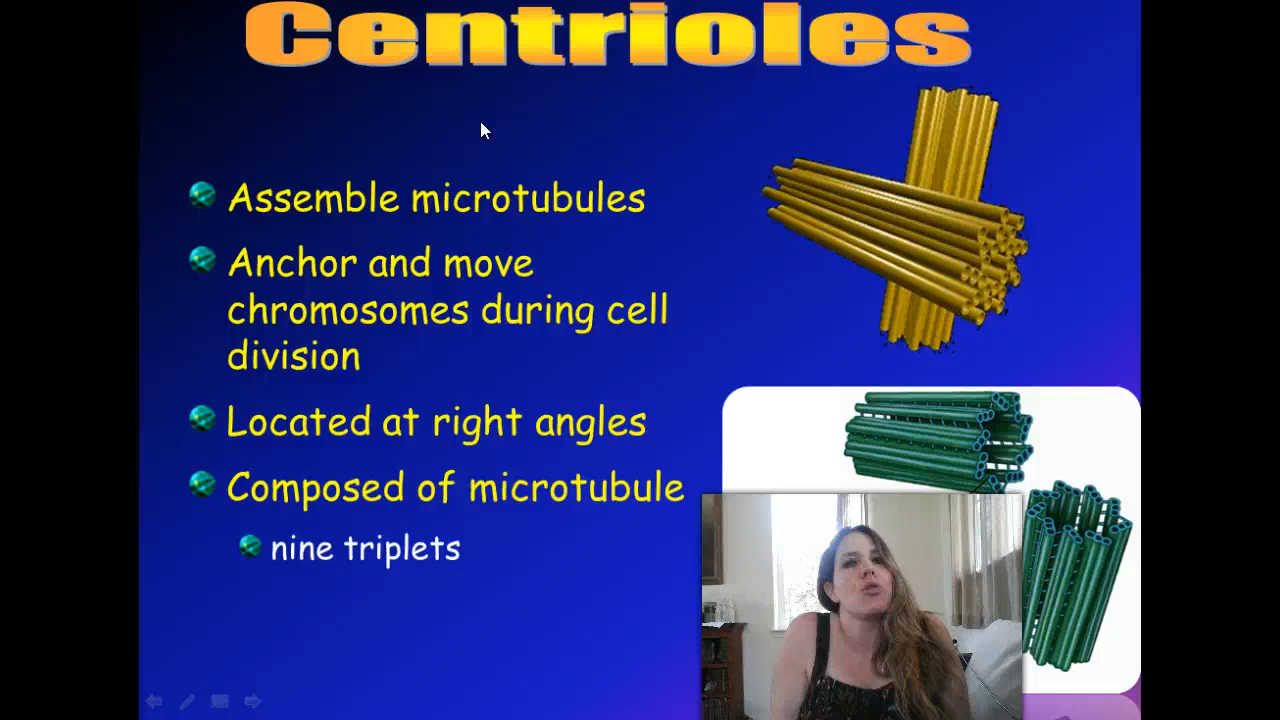 Centrioles
Assemble microtubules
Anchor and move
chromosomes during cell
division
Located at right angles
Composed of microtubule
nine triplets